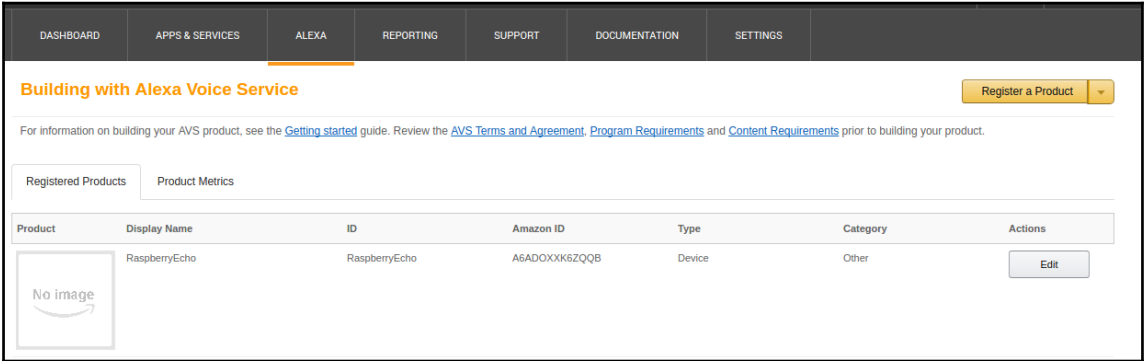 DASHBOARD APPS & SERVICES ALEXA REPORTING SUPPORT DOCUMENTATION SETTINGS
Building with Alexa Voice Service Register a Product
For information on building your AVS product, see the Getting started guide. Review the AVS Terms and Agreement, Program Requirements and Content Requirements prior to building your product.
Registered Products Product Metrics
Product Display Name ID Amazon ID Type Category Actions
RaspberryEcho RaspberryEcho A6ADOXXK6ZQQB Device Other Edit
No image